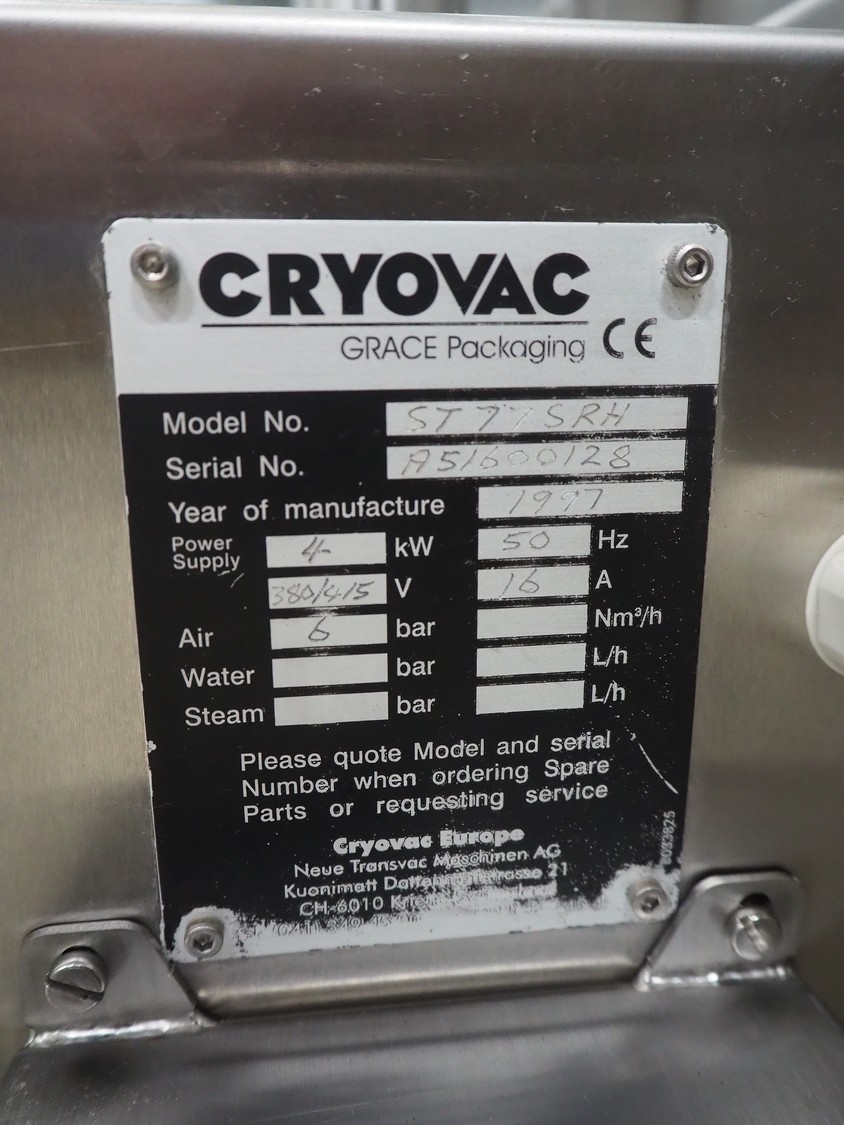 CRYOVAC
GRACE Packaging CE
Model No. ST77SRH
Serial No. A51600128
Year of manufacture 1997
Power Supply 4 kW 50 Hz
380/415 V 16 A
Air 6 bar Nm³/h
Water bar L/h
Steam bar L/h
Please quote Model and serial
Number when ordering Spare
Parts or requesting service
Cryovac Europe
Neue Transvac Maschinen AG
Kuonimatt 21
CH-6010